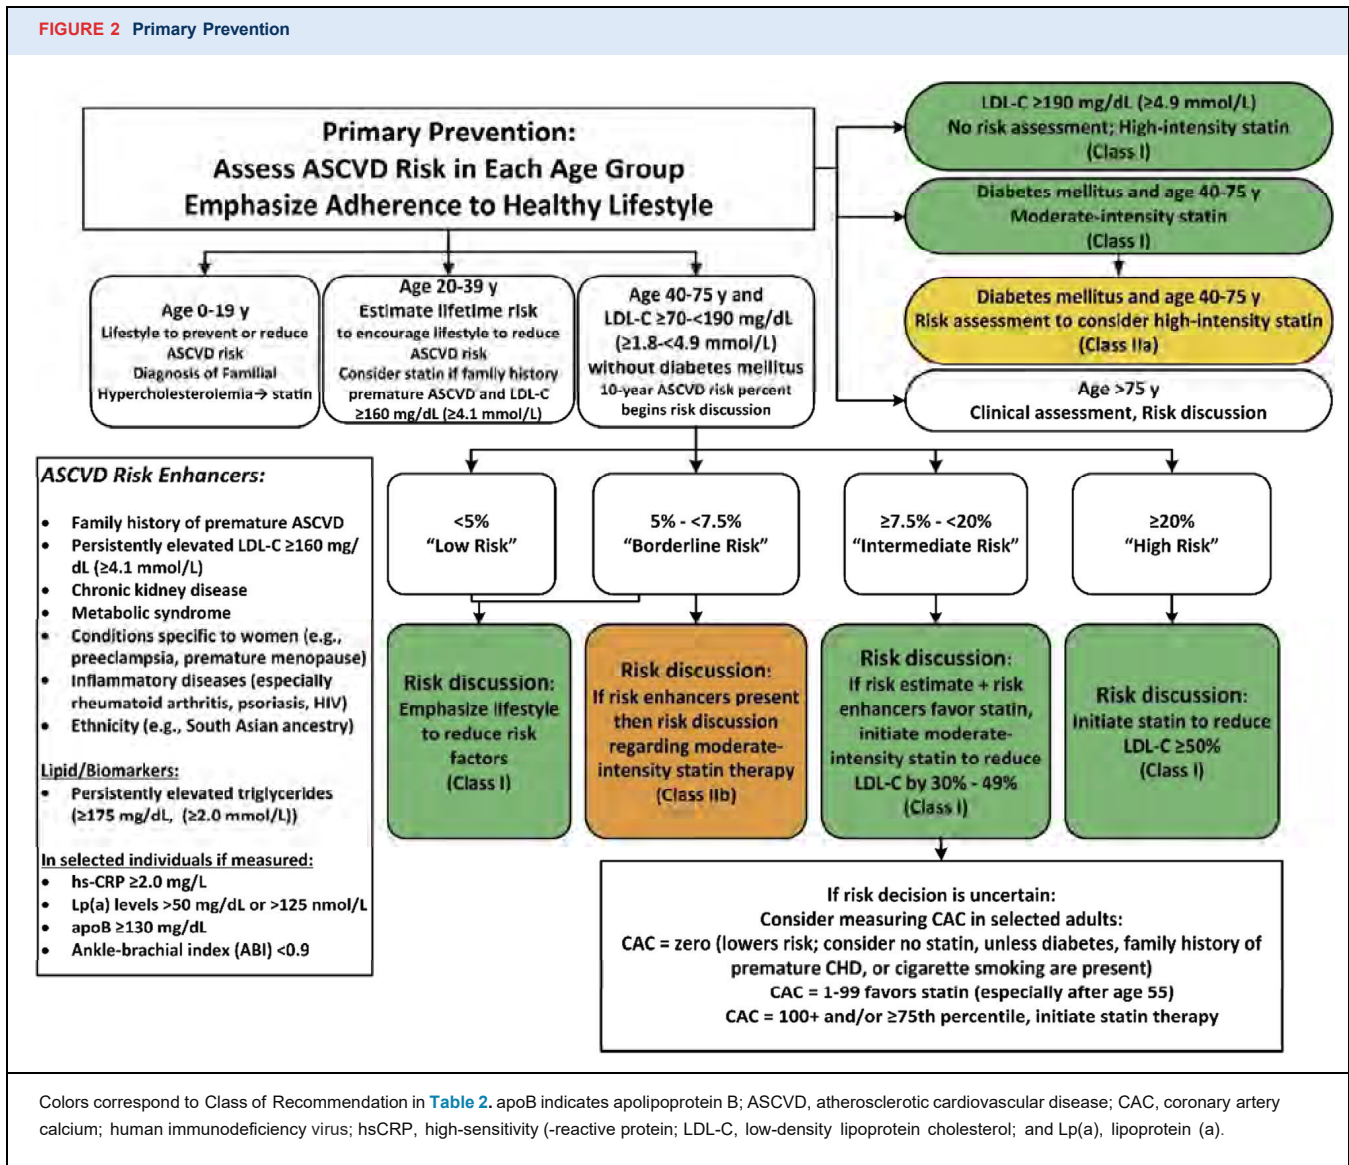 FIGURE 2 Primary Prevention
Primary Prevention:
Assess ASCVD Risk in Each Age Group
Emphasize Adherence to Healthy Lifestyle
LDL-C ≥190 mg/dL (≥4.9 mmol/L)
No risk assessment; High-intensity statin
(Class I)
Diabetes mellitus and age 40-75 y
Moderate-intensity statin
(Class I)
Diabetes mellitus and age 40-75 y
Risk assessment to consider high-intensity statin
(Class IIa)
Age >75 y
Clinical assessment, Risk discussion
Age 0-19 y
Lifestyle to prevent or reduce
ASCVD risk
Diagnosis of Familial
Hypercholesterolemia→ statin
Age 20-39 y
Estimate lifetime risk
to encourage lifestyle to reduce
ASCVD risk
Consider statin if family history
premature ASCVD and LDL-C
≥160 mg/dL (≥4.1 mmol/L)
Age 40-75 y and
LDL-C ≥70-<190 mg/dL
(≥1.8-<4.9 mmol/L)
without diabetes mellitus
10-year ASCVD risk percent
begins risk discussion
ASCVD Risk Enhancers:
• Family history of premature ASCVD
• Persistently elevated LDL-C ≥160 mg/
dL (≥4.1 mmol/L)
• Chronic kidney disease
• Metabolic syndrome
• Conditions specific to women (e.g.,
preeclampsia, premature menopause)
• Inflammatory diseases (especially
rheumatoid arthritis, psoriasis, HIV)
• Ethnicity (e.g., South Asian ancestry)
Lipid/Biomarkers:
• Persistently elevated triglycerides
(≥175 mg/dL, (≥2.0 mmol/L))
In selected individuals if measured:
• hs-CRP ≥2.0 mg/L
• Lp(a) levels >50 mg/dL or >125 nmol/L
• apoB ≥130 mg/dL
• Ankle-brachial index (ABI) <0.9
<5%
“Low Risk”
5% - <7.5%
“Borderline Risk”
≥7.5% - <20%
“Intermediate Risk”
≥20%
“High Risk”
Risk discussion:
Emphasize lifestyle
to reduce risk
factors
(Class I)
Risk discussion:
If risk enhancers present
then risk discussion
regarding moderate-
intensity statin therapy
(Class IIb)
Risk discussion:
If risk estimate + risk
enhancers favor statin,
initiate moderate-
intensity statin to reduce
LDL-C by 30% - 49%
(Class I)
Risk discussion:
Initiate statin to reduce
LDL-C ≥50%
(Class I)
If risk decision is uncertain:
Consider measuring CAC in selected adults:
CAC = zero (lowers risk; consider no statin, unless diabetes, family history of
premature CHD, or cigarette smoking are present)
CAC = 1-99 favors statin (especially after age 55)
CAC = 100+ and/or ≥75th percentile, initiate statin therapy
Colors correspond to Class of Recommendation in Table 2. apoB indicates apolipoprotein B; ASCVD, atherosclerotic cardiovascular disease; CAC, coronary artery
calcium; human immunodeficiency virus; hsCRP, high-sensitivity (-reactive protein; LDL-C, low-density lipoprotein cholesterol; and Lp(a), lipoprotein (a).